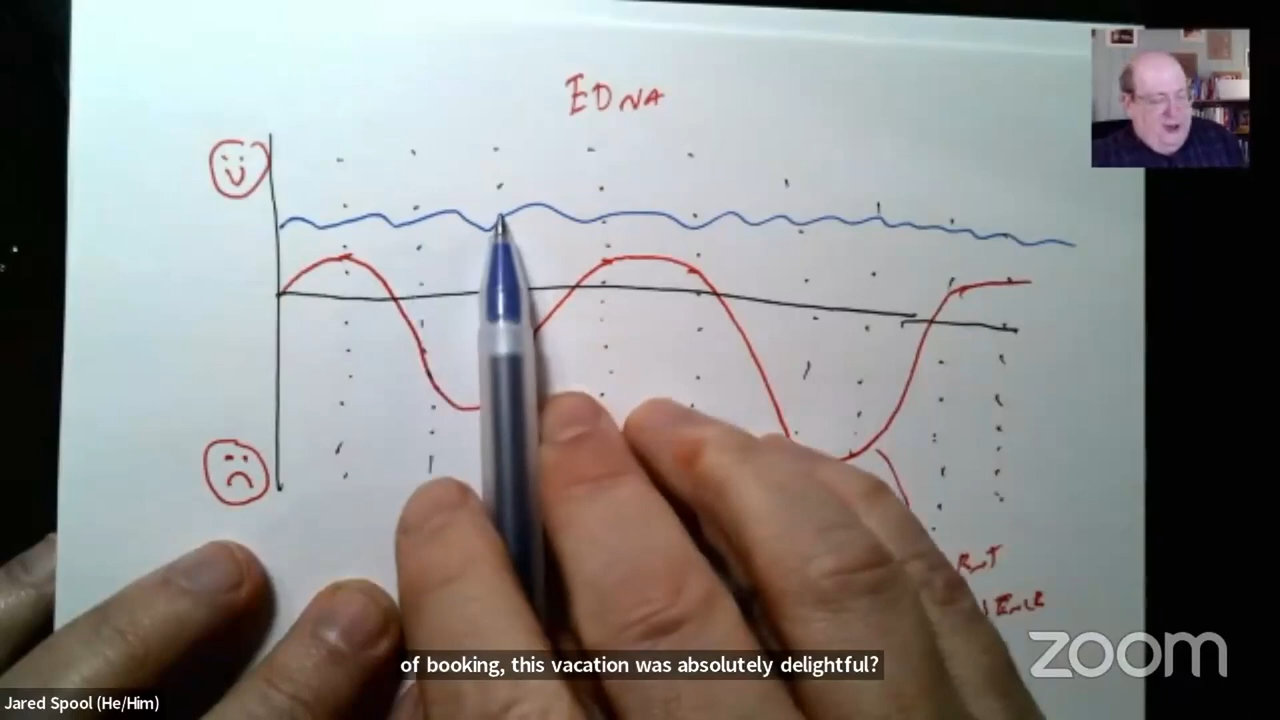 EDNA
of booking, this vacation was absolutely delightful?
zoom
Jared Spool (He/Him)